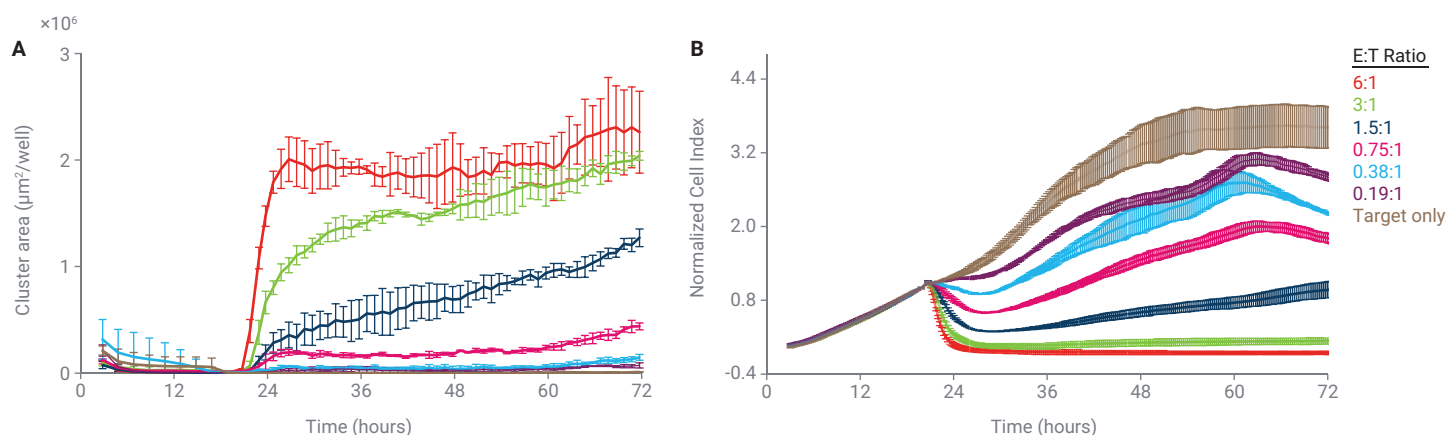 A
×10⁶
Cluster area (µm²/well)
3
2
1
0
0 12 24 36 48 60 72
Time (hours)
B
Normalized Cell Index
4.4
3.2
2.0
0.8
-0.4
0 12 24 36 48 60 72
Time (hours)
E:T Ratio
6:1
3:1
1.5:1
0.75:1
0.38:1
0.19:1
Target only